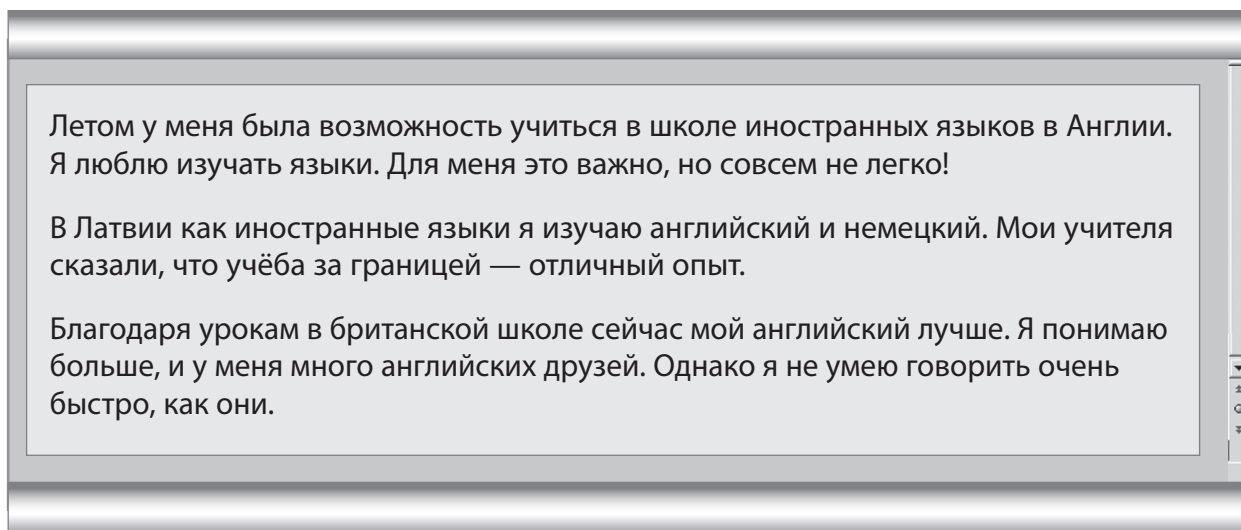 Летом у меня была возможность учиться в школе иностранных языков в Англии.
Я люблю изучать языки. Для меня это важно, но совсем не легко!
В Латвии как иностранные языки я изучаю английский и немецкий. Мои учителя
сказали, что учёба за границей — отличный опыт.
Благодаря урокам в британской школе сейчас мой английский лучше. Я понимаю
больше, и у меня много английских друзей. Однако я не умею говорить очень
быстро, как они.